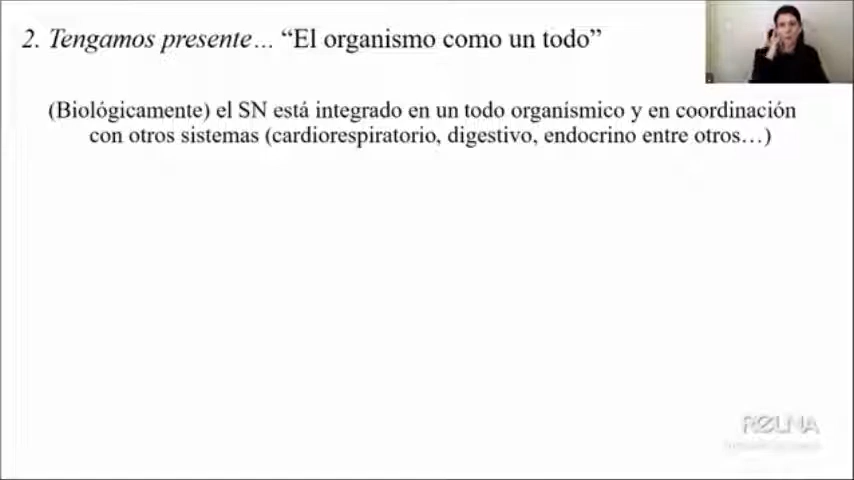 2. Tengamos presente… “El organismo como un todo”
(Biológicamente) el SN está integrado en un todo organísmico y en coordinación
con otros sistemas (cardiorespiratorio, digestivo, endocrino entre otros…)